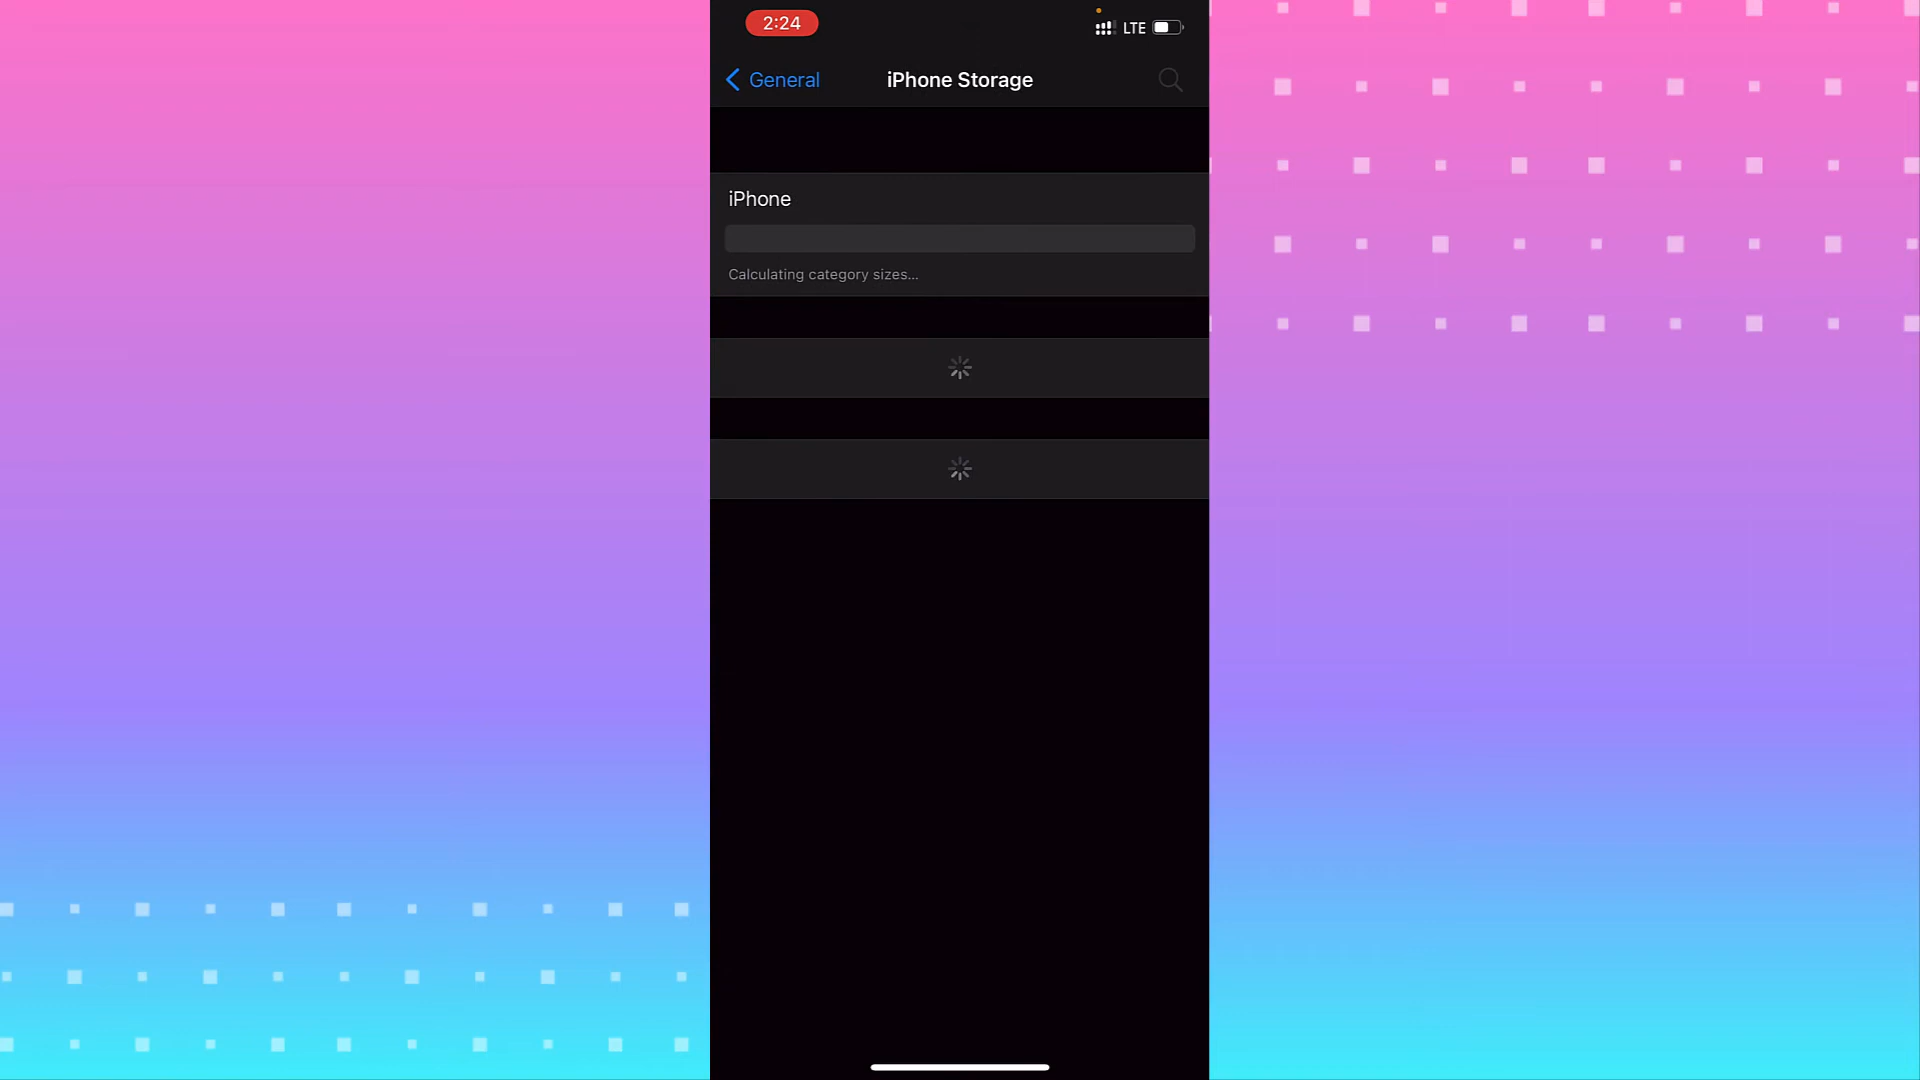 2:24
LTE
General
iPhone Storage
iPhone
Calculating category sizes...